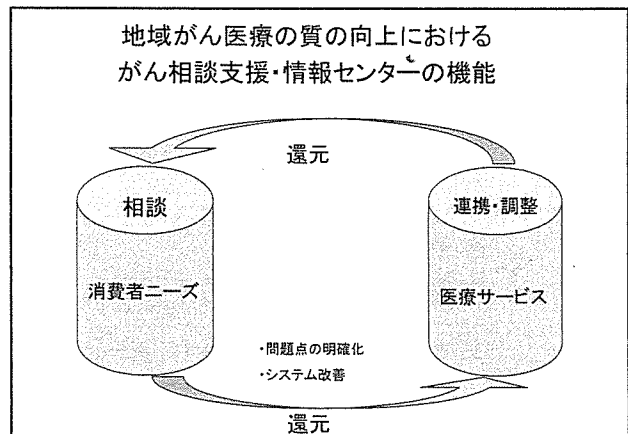 地域がん医療の質の向上における
がん相談支援・情報センターの機能
還元
相談
連携・調整
消費者ニーズ
医療サービス
・問題点の明確化
・システム改善
還元